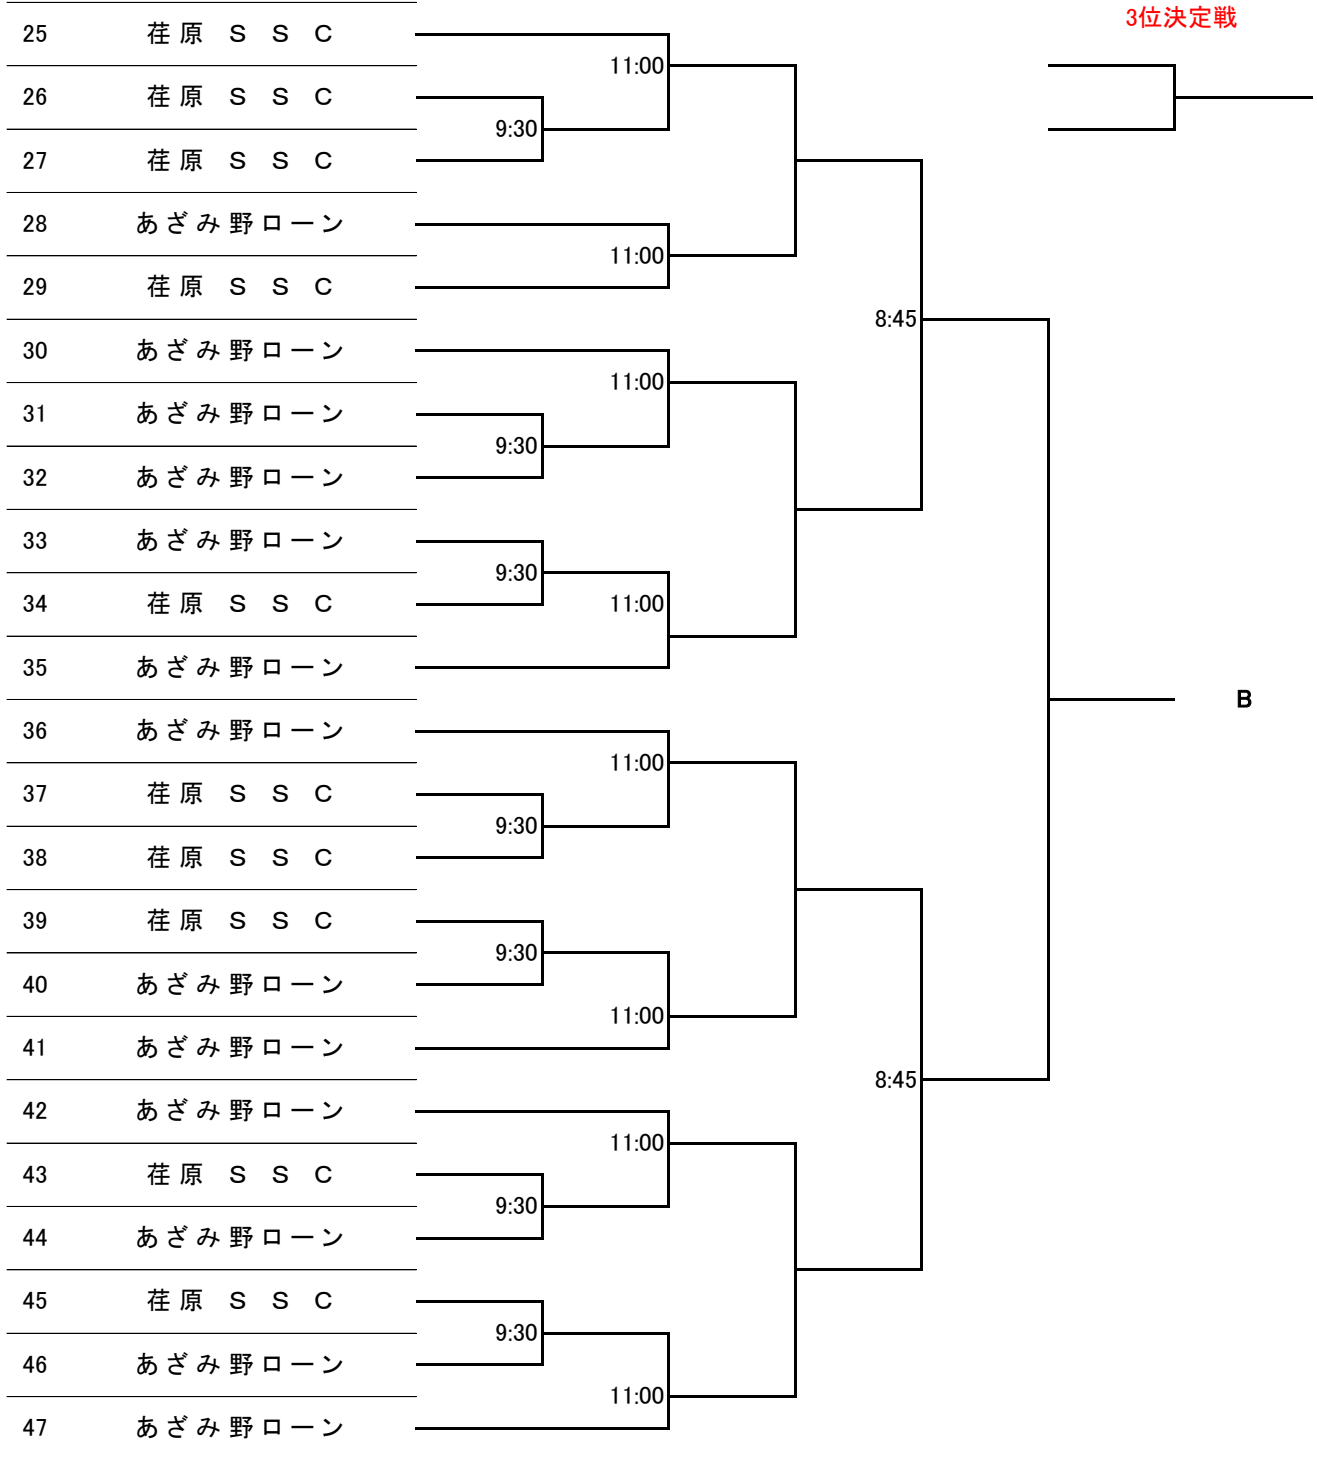 3位決定戦
25 荏原 S S C
11:00
26 荏原 S S C
9:30
27 荏原 S S C
28 あざみ野ローン
11:00
29 荏原 S S C
8:45
30 あざみ野ローン
11:00
31 あざみ野ローン
9:30
32 あざみ野ローン
33 あざみ野ローン
9:30
34 荏原 S S C
11:00
35 あざみ野ローン
B
36 あざみ野ローン
11:00
37 荏原 S S C
9:30
38 荏原 S S C
39 荏原 S S C
9:30
40 あざみ野ローン
11:00
41 あざみ野ローン
8:45
42 あざみ野ローン
11:00
43 荏原 S S C
9:30
44 あざみ野ローン
45 荏原 S S C
9:30
46 あざみ野ローン
11:00
47 あざみ野ローン